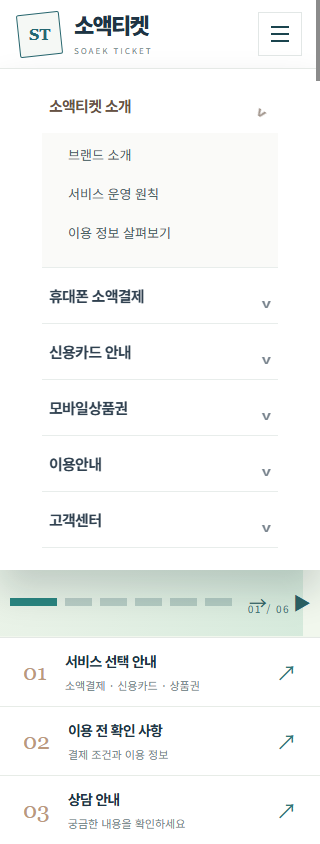 ST
소액티켓
SOAEK TICKET
소액티켓 소개
브랜드 소개
서비스 운영 원칙
이용 정보 살펴보기
휴대폰 소액결제
신용카드 안내
모바일상품권
이용안내
고객센터
01 / 06
01
서비스 선택 안내
소액결제 · 신용카드 · 상품권
02
이용 전 확인 사항
결제 조건과 이용 정보
03
상담 안내
궁금한 내용을 확인하세요